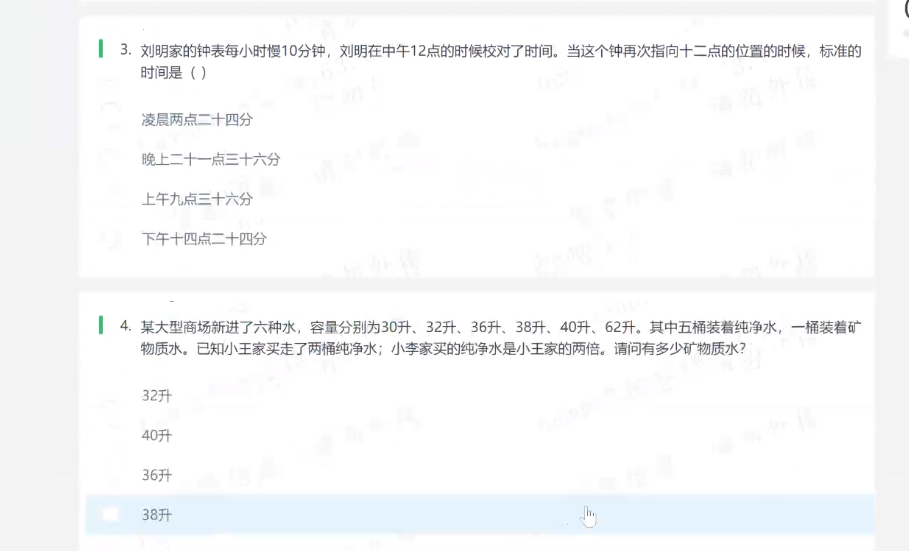 3. 刘明家的钟表每小时慢10分钟，刘明在中午12点的时候校对了时间。当这个钟再次指向十二点的位置的时候，标准的
时间是（ ）
凌晨两点二十四分
晚上二十一点三十六分
上午九点三十六分
下午十四点二十四分
4. 某大型商场新进了六种水，容量分别为30升、32升、36升、38升、40升、62升。其中五桶装着纯净水，一桶装着矿
物质水。已知小王家买走了两桶纯净水；小李家买的纯净水是小王家的两倍。请问有多少矿物质水？
32升
40升
36升
38升